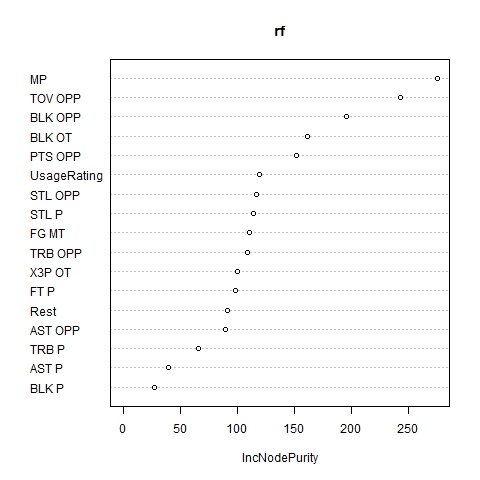 rf
MP
TOV OPP
BLK OPP
BLK OT
PTS OPP
UsageRating
STL OPP
STL P
FG MT
TRB OPP
X3P OT
FT P
Rest
AST OPP
TRB P
AST P
BLK P
0 50 100 150 200 250
IncNodePurity